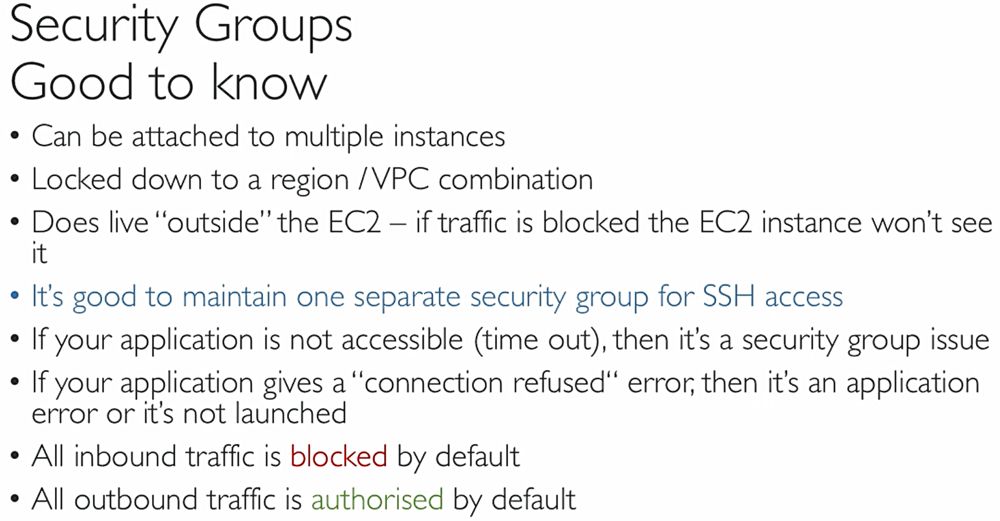 Security Groups
Good to know
• Can be attached to multiple instances
• Locked down to a region / VPC combination
• Does live “outside” the EC2 – if traffic is blocked the EC2 instance won’t see
it
• It’s good to maintain one separate security group for SSH access
• If your application is not accessible (time out), then it’s a security group issue
• If your application gives a “connection refused“ error, then it’s an application
error or it’s not launched
• All inbound traffic is blocked by default
• All outbound traffic is authorised by default